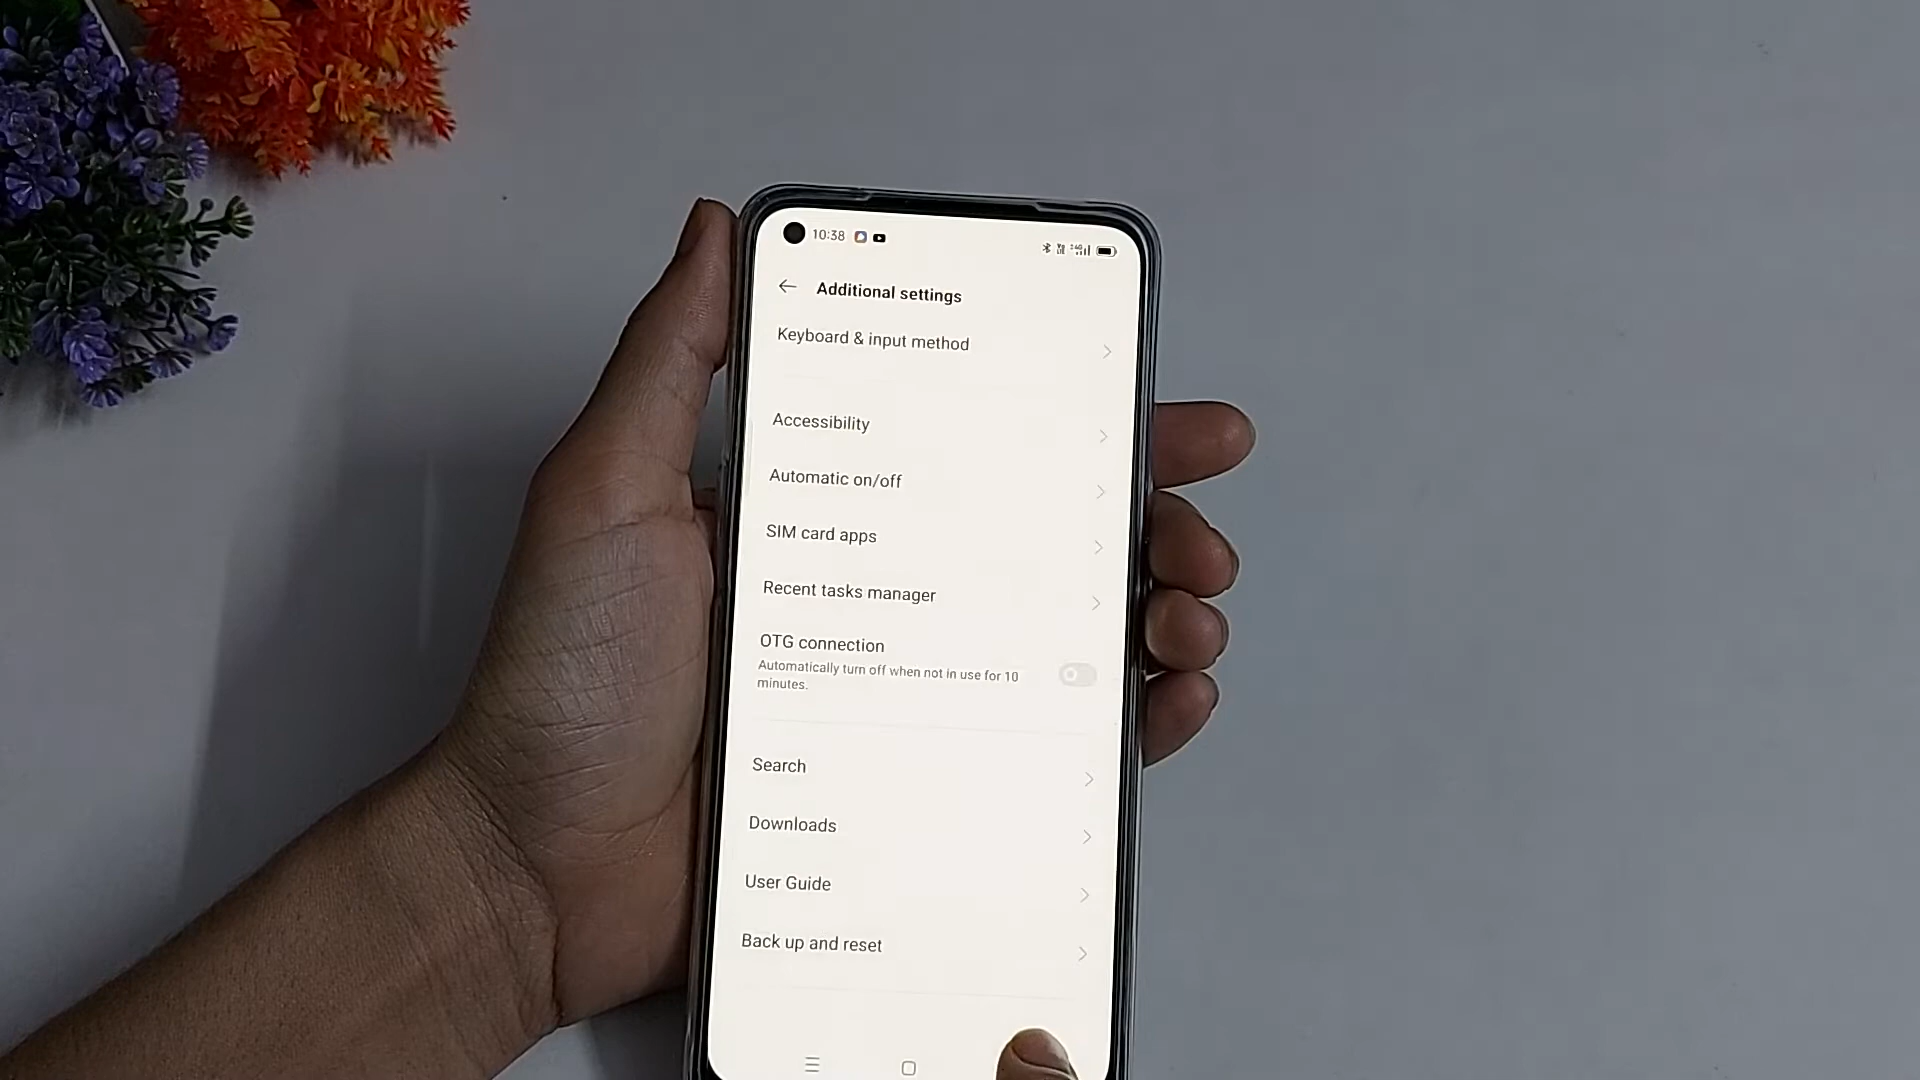 10:38
Additional settings
Keyboard & input method
Accessibility
Automatic on/off
SIM card apps
Recent tasks manager
OTG connection
Automatically turn off when not in use for 10
minutes.
Search
Downloads
User Guide
Back up and reset